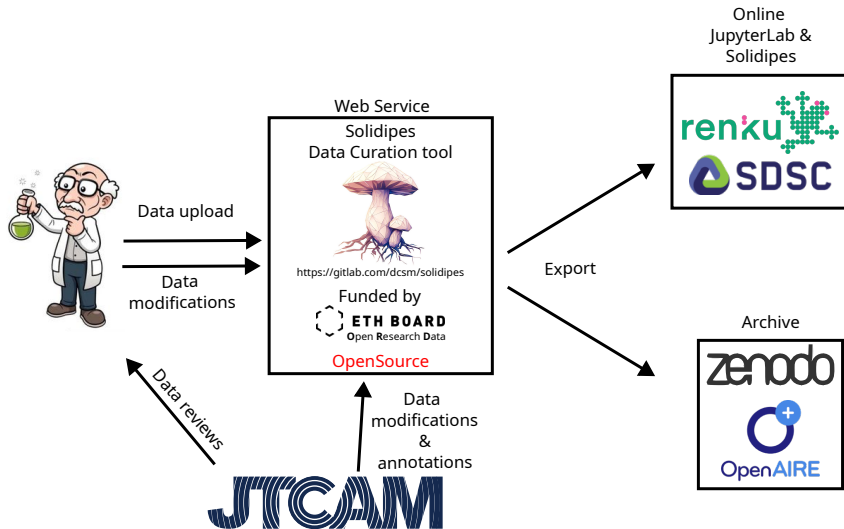 Online
JupyterLab &
Solidipes
renku
SDSC
Web Service
Solidipes
Data Curation tool
https://gitlab.com/dcsm/solidipes
Funded by
ETH BOARD
Open Research Data
OpenSource
Data upload
Data
modifications
Export
Archive
zenodo
OpenAIRE
Data reviews
Data
modifications
&
annotations
JTCAM